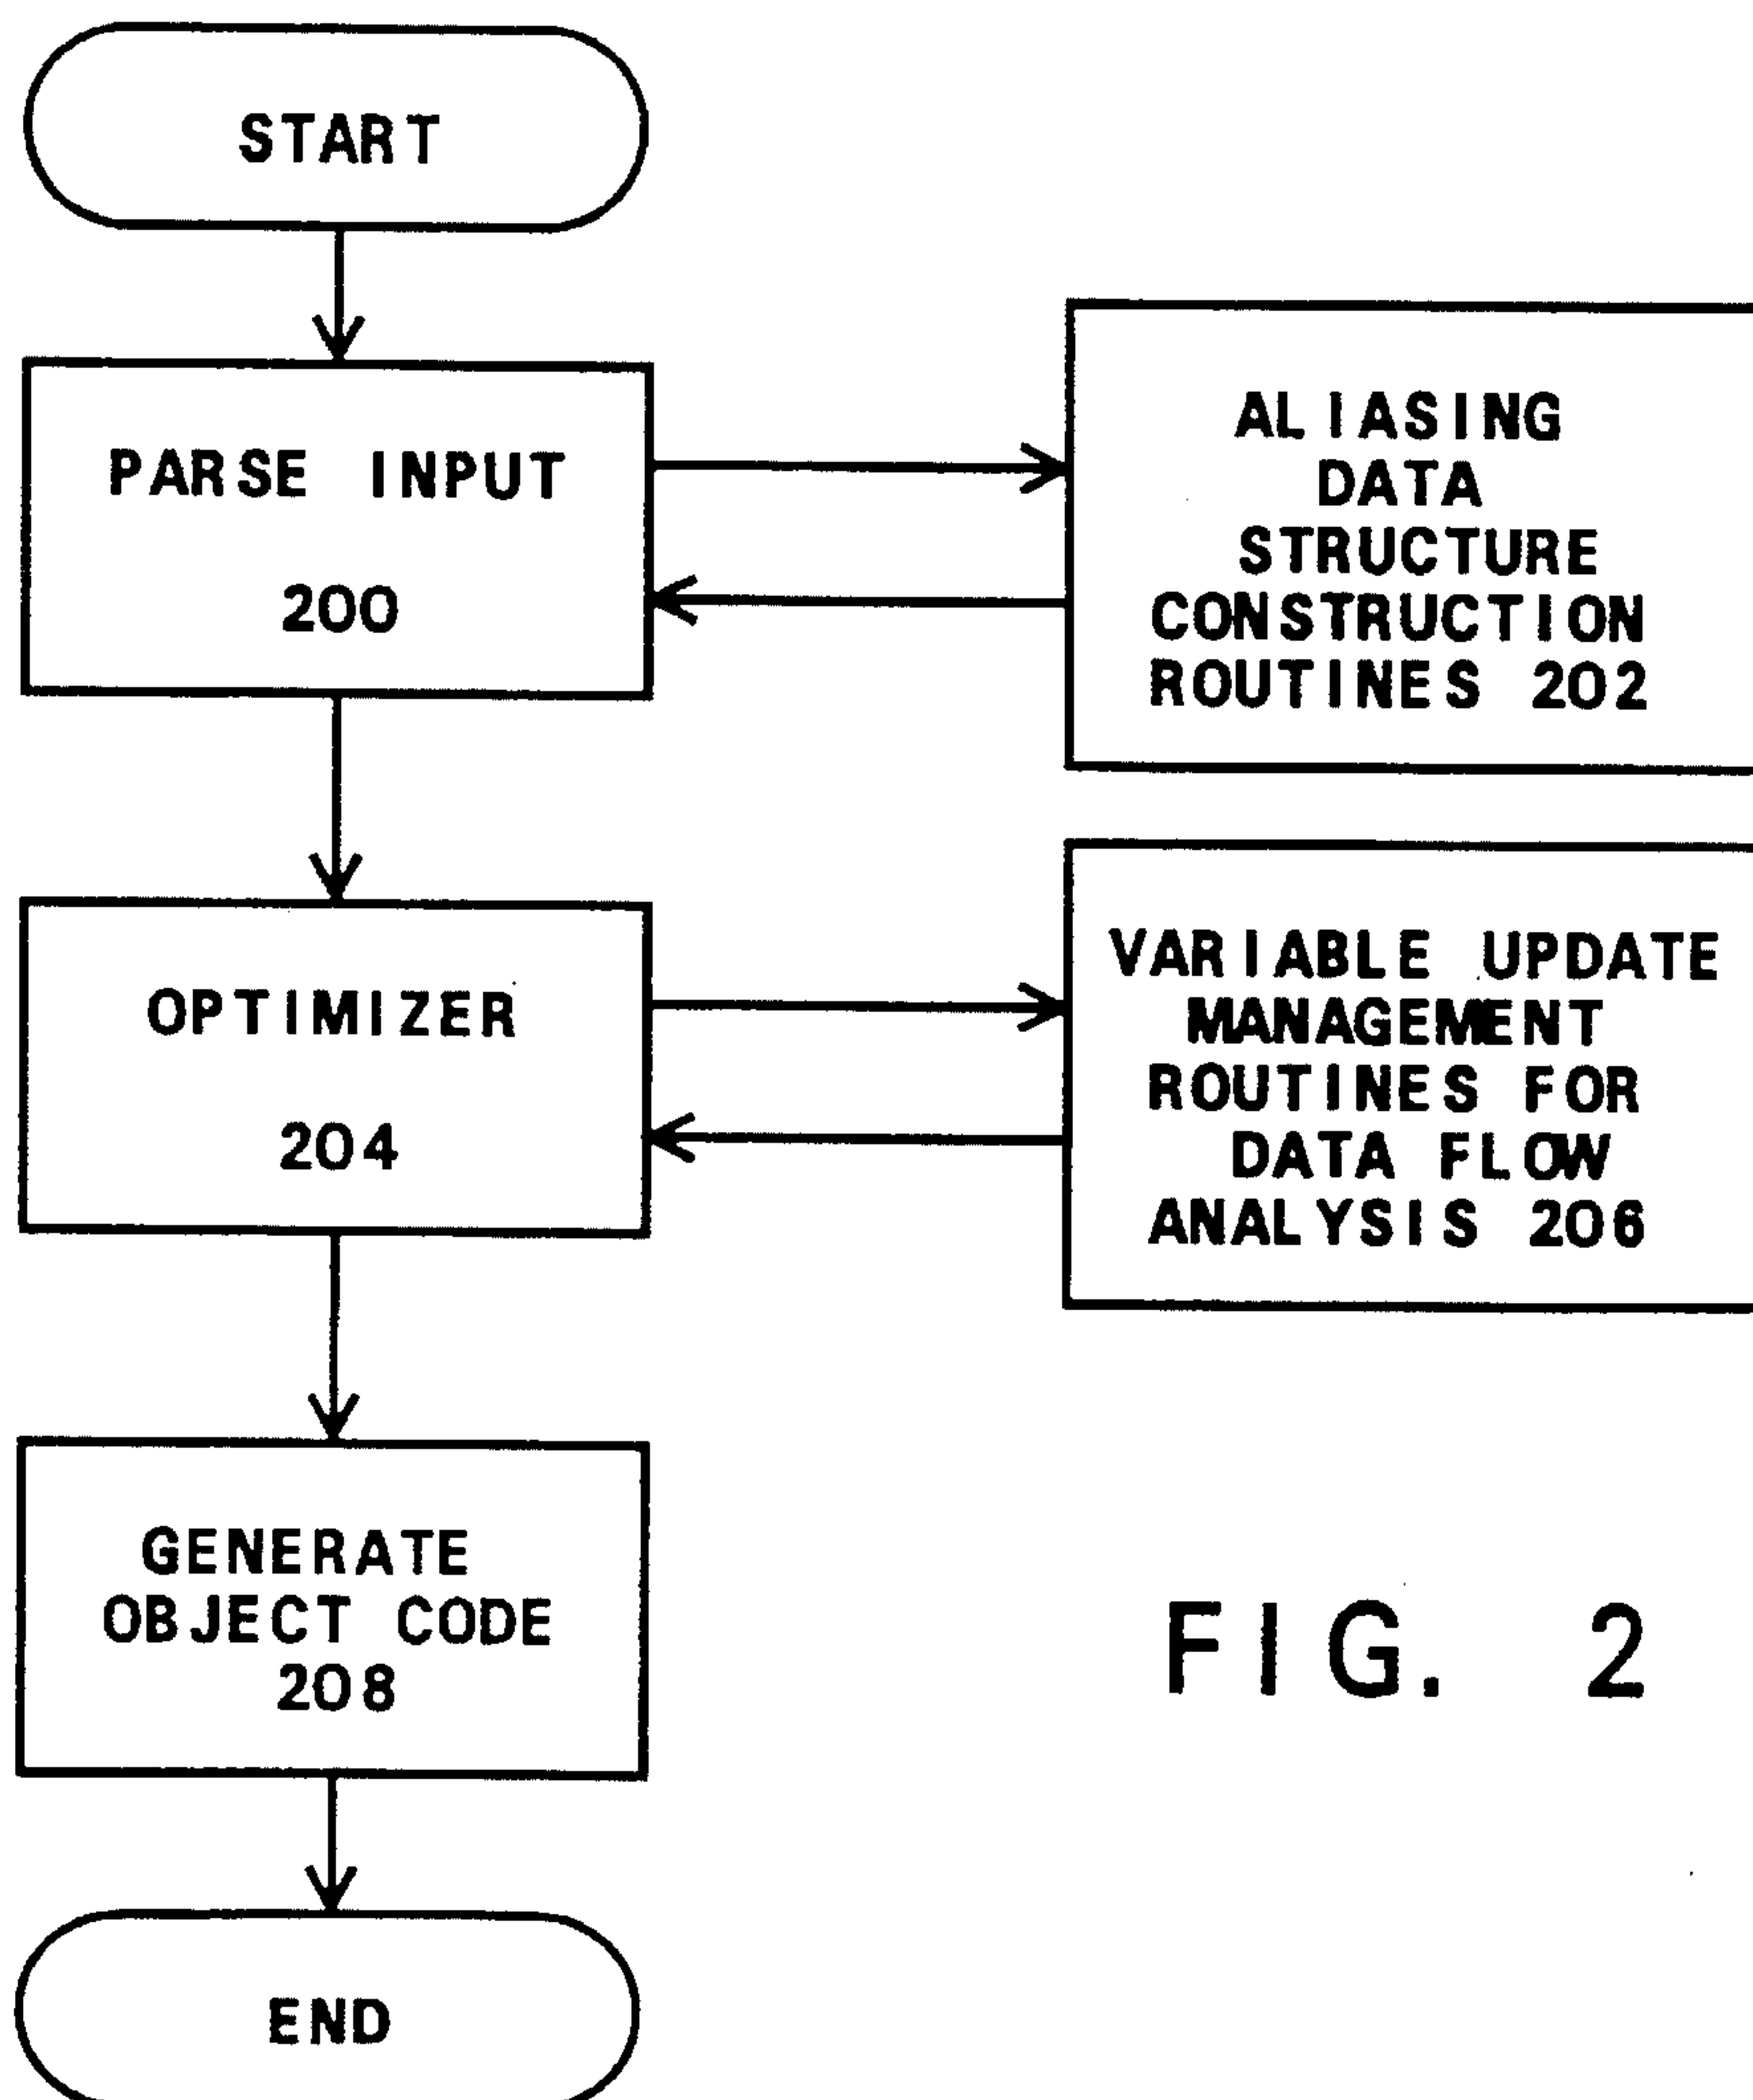 START
PARSE INPUT
200
ALIASING
DATA
STRUCTURE
CONSTRUCTION
ROUTINES 202
OPTIMIZER
204
VARIABLE UPDATE
MANAGEMENT
ROUTINES FOR
DATA FLOW
ANALYSIS 206
GENERATE
OBJECT CODE
208
FIG. 2
END